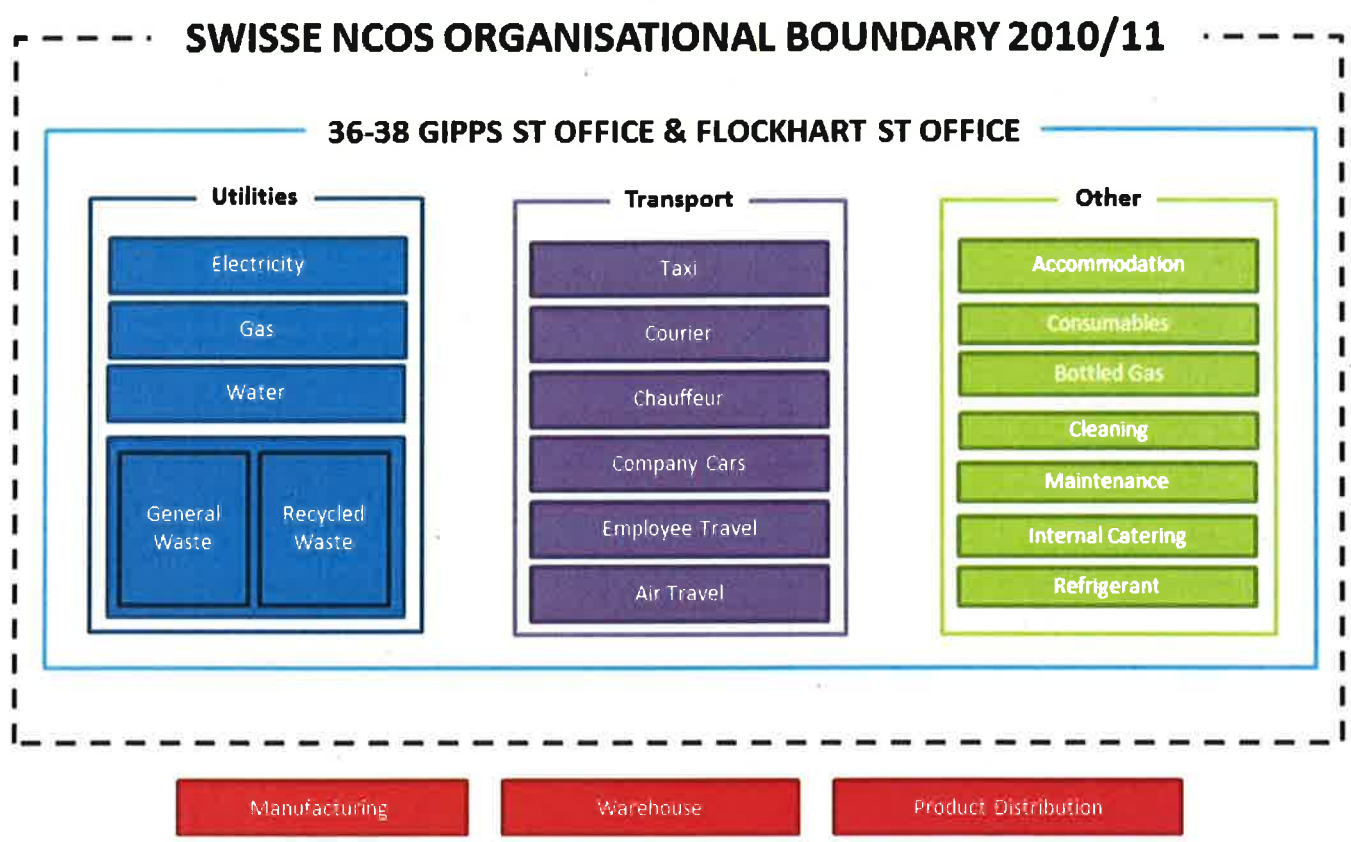 SWISSE NCOS ORGANISATIONAL BOUNDARY 2010/11
36-38 GIPPS ST OFFICE & FLOCKHART ST OFFICE
Utilities
Electricity
Gas
Water
General
Waste
Recycled
Waste
Transport
Taxi
Courier
Chauffeur
Company Cars
Employee Travel
Air Travel
Other
Accommodation
Consumables
Bottled Gas
Cleaning
Maintenance
Internal Catering
Refrigerant
Manufacturing
Warehouse
Product Distribution